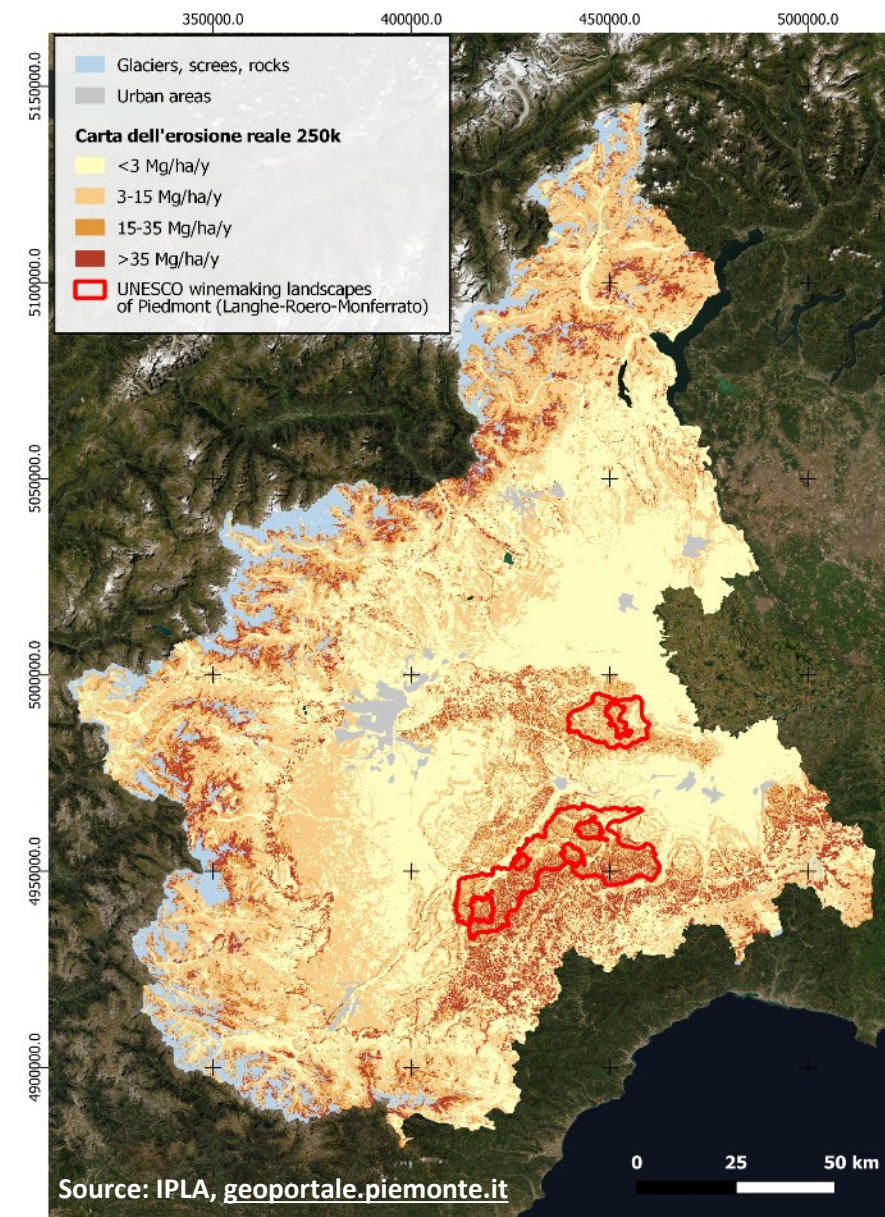 350000.0 400000.0 450000.0 500000.0
Glaciers, screes, rocks
Urban areas
Carta dell'erosione reale 250k
<3 Mg/ha/y
3-15 Mg/ha/y
15-35 Mg/ha/y
>35 Mg/ha/y
UNESCO winemaking landscapes
of Piedmont (Langhe-Roero-Monferrato)
5150000.0
5100000.0
5050000.0
5000000.0
4950000.0
4900000.0
0 25 50 km
Source: IPLA, geoportale.piemonte.it